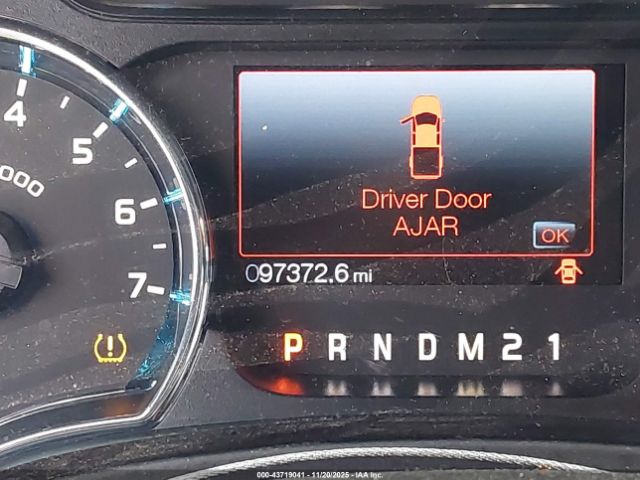 4
5
000
6
7
Driver Door
AJAR
OK
097372.6 mi
P R N D M 2 1
000-43719041 - 11/20/2025 - IAA Inc.